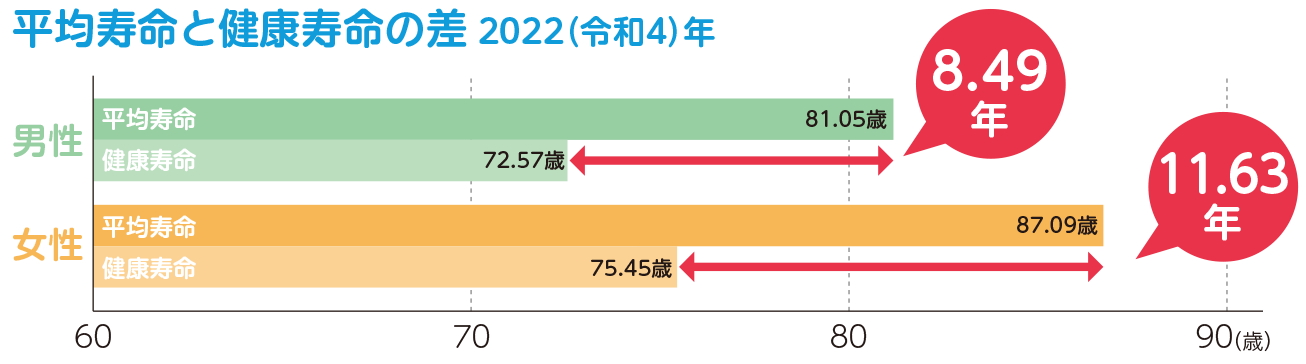 平均寿命と健康寿命の差 2022(令和4)年
男性
平均寿命 81.05歳
健康寿命 72.57歳
8.49
年
女性
平均寿命 87.09歳
健康寿命 75.45歳
11.63
年
60 70 80 90(歳)